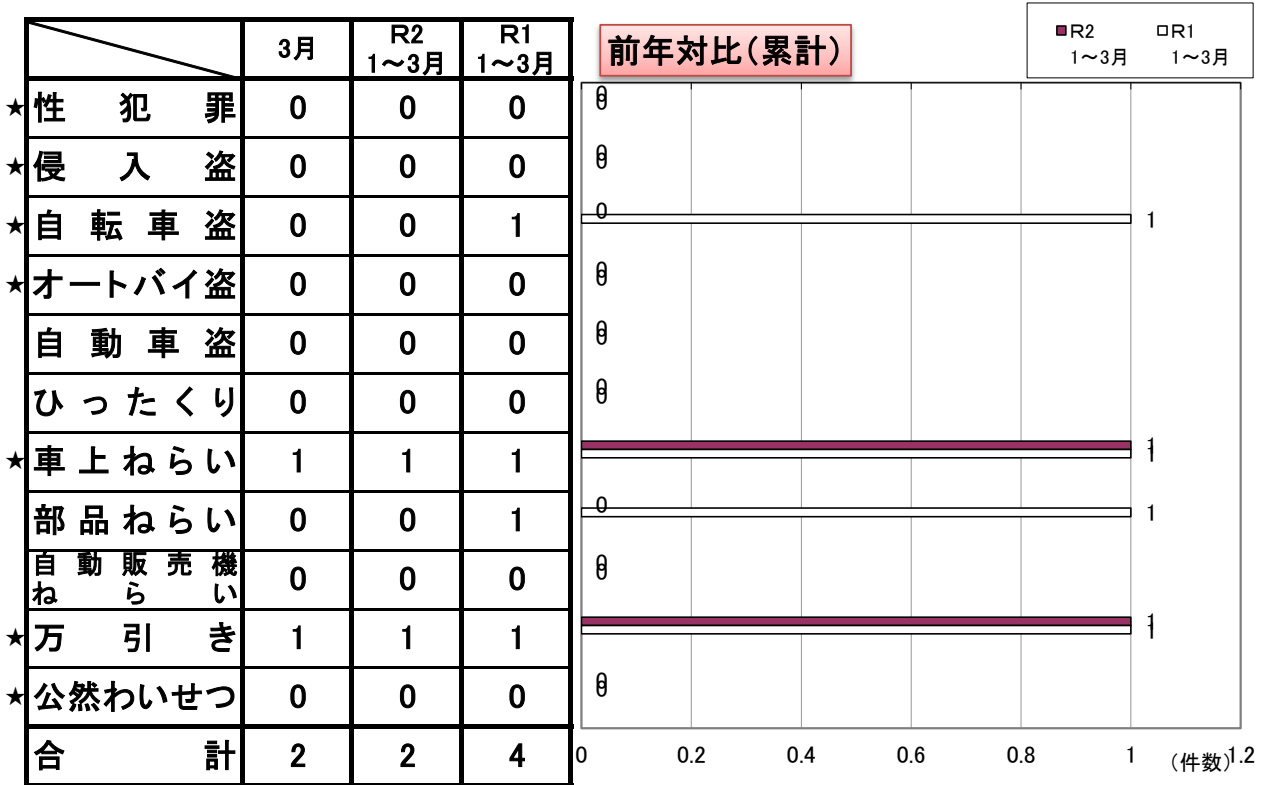 3月 R2 1～3月 R1 1～3月
前年対比（累計）
■R2 1～3月 □R1 1～3月
★性犯罪 0 0 0
★侵入盗 0 0 0
★自転車盗 0 0 1
★オートバイ盗 0 0 0
自動車盗 0 0 0
ひったくり 0 0 0
★車上ねらい 1 1 1
部品ねらい 0 0 1
自動販売機ねらい 0 0 0
★万引き 1 1 1
★公然わいせつ 0 0 0
合計 2 2 4
0 0
0 0
0 1
0 0
0 0
0 0
1 1
0 1
0 0
1 1
0 0
0 0.2 0.4 0.6 0.8 1 1.2
（件数）